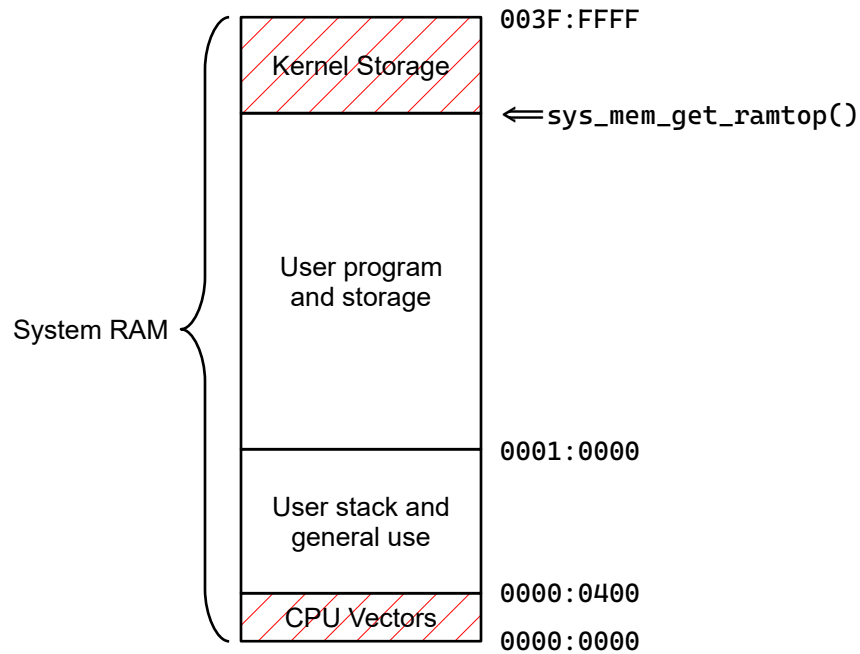 003F:FFFF
Kernel Storage
⟸sys_mem_get_ramtop()
User program
and storage
System RAM
0001:0000
User stack and
general use
0000:0400
CPU Vectors
0000:0000